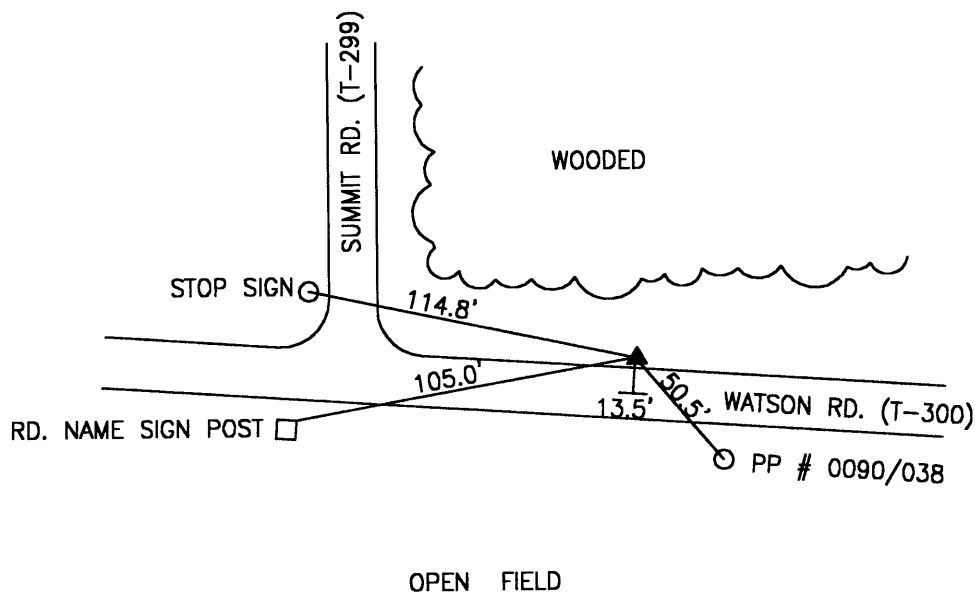 SUMMIT RD. (T-299)
WOODED
STOP SIGN
114.8'
105.0'
50.5'
13.5'
WATSON RD. (T-300)
RD. NAME SIGN POST
PP # 0090/038
OPEN FIELD